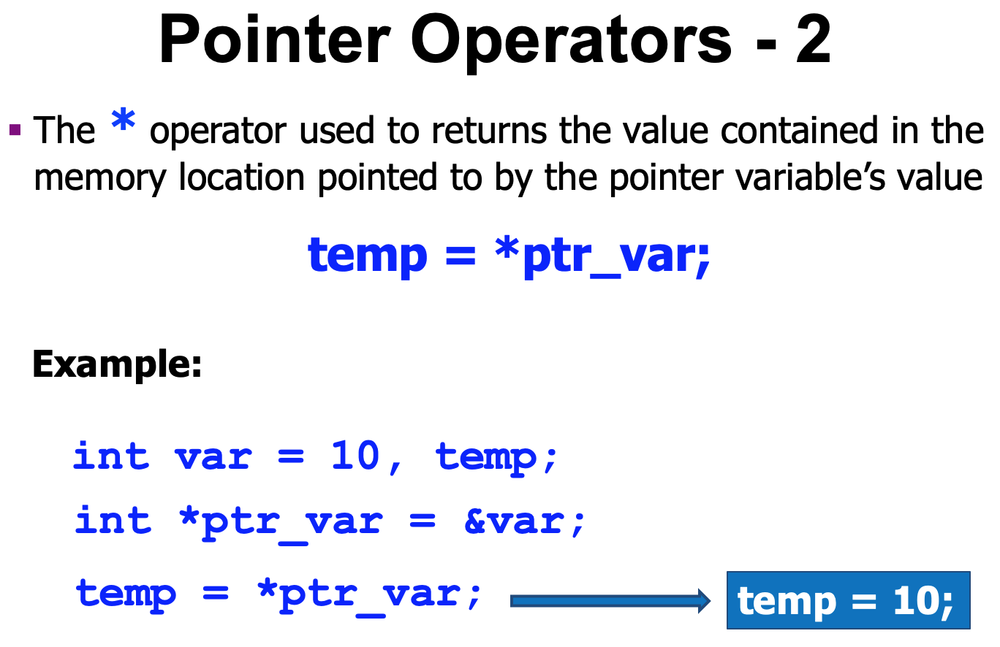 Pointer Operators - 2
▪ The * operator used to returns the value contained in the
memory location pointed to by the pointer variable’s value
temp = *ptr_var;
Example:
int var = 10, temp;
int *ptr_var = &var;
temp = *ptr_var;
temp = 10;